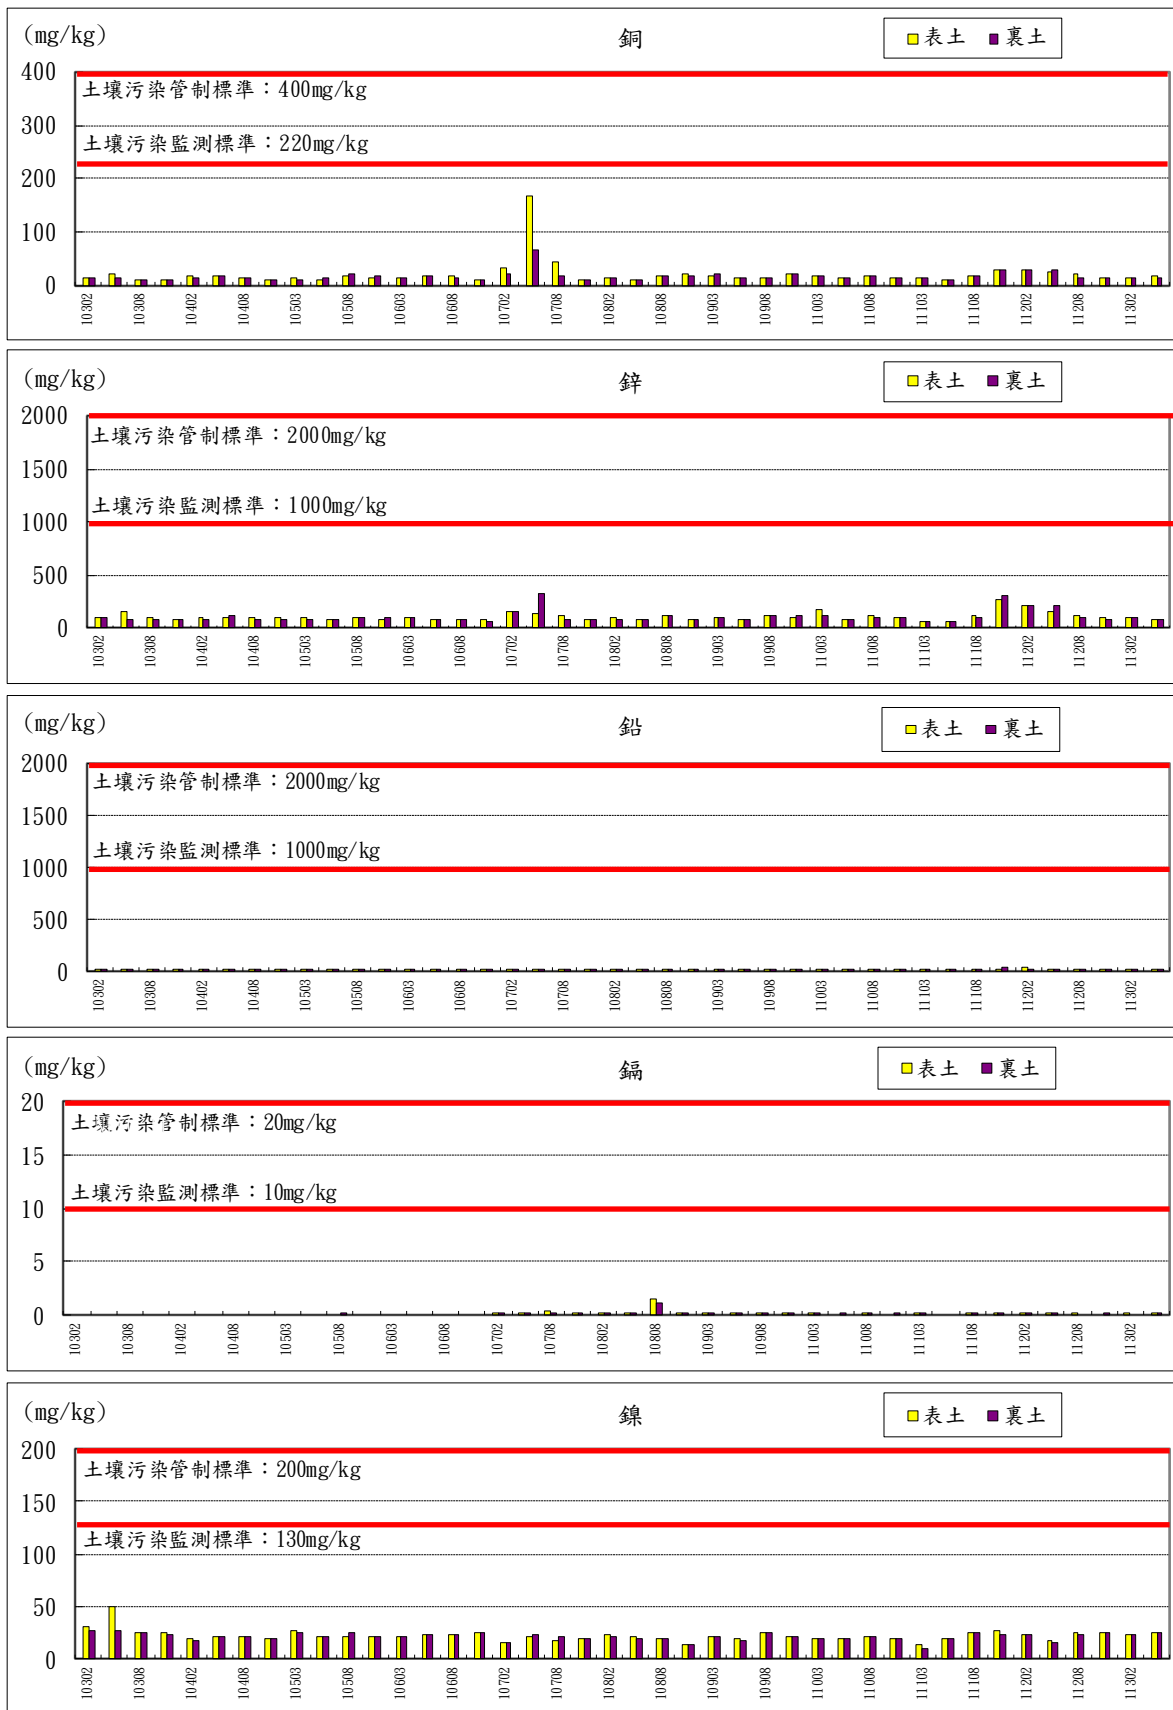 (mg/kg)
銅
表土 裏土
400
土壤污染管制標準：400mg/kg
300
土壤污染監測標準：220mg/kg
200
100
0
10302 10308 10402 10408 10503 10508 10603 10608 10702 10708 10802 10808 10903 10908 11003 11008 11103 11108 11202 11208 11302
(mg/kg)
鋅
表土 裏土
2000
土壤污染管制標準：2000mg/kg
1500
土壤污染監測標準：1000mg/kg
1000
500
0
10302 10308 10402 10408 10503 10508 10603 10608 10702 10708 10802 10808 10903 10908 11003 11008 11103 11108 11202 11208 11302
(mg/kg)
鉛
表土 裏土
2000
土壤污染管制標準：2000mg/kg
1500
土壤污染監測標準：1000mg/kg
1000
500
0
10302 10308 10402 10408 10503 10508 10603 10608 10702 10708 10802 10808 10903 10908 11003 11008 11103 11108 11202 11208 11302
(mg/kg)
鎘
表土 裏土
20
土壤污染管制標準：20mg/kg
15
土壤污染監測標準：10mg/kg
10
5
0
10302 10308 10402 10408 10503 10508 10603 10608 10702 10708 10802 10808 10903 10908 11003 11008 11103 11108 11202 11208 11302
(mg/kg)
鎳
表土 裏土
200
土壤污染管制標準：200mg/kg
150
土壤污染監測標準：130mg/kg
100
50
0
10302 10308 10402 10408 10503 10508 10603 10608 10702 10708 10802 10808 10903 10908 11003 11008 11103 11108 11202 11208 11302